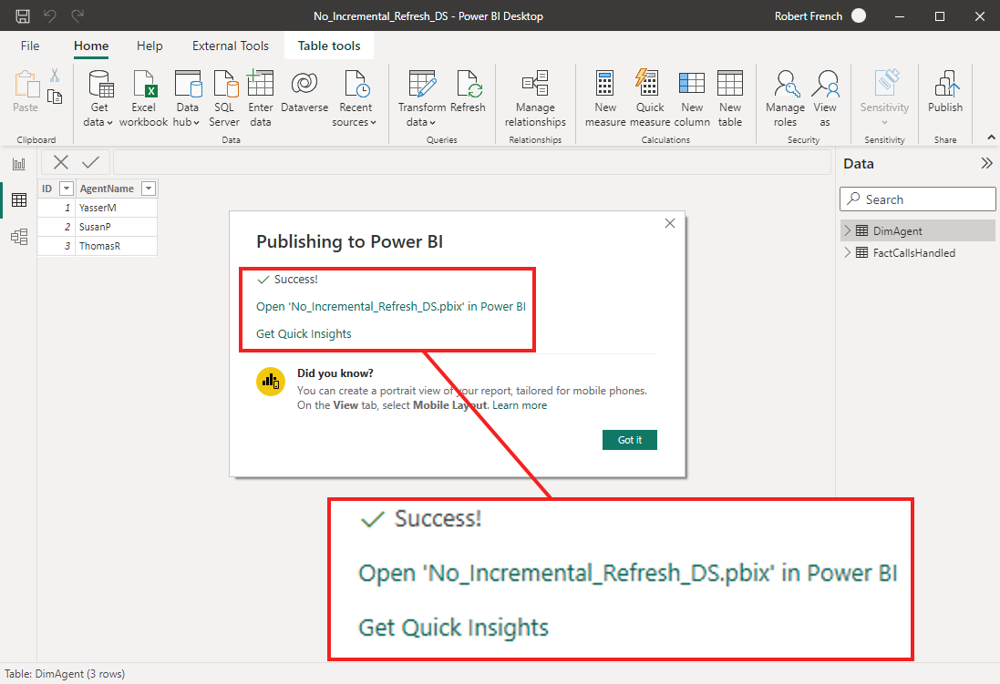 No_Incremental_Refresh_DS - Power BI Desktop
Robert French
File Home Help External Tools Table tools
Paste
Get data
Excel workbook
Data hub
SQL Server
Enter data
Dataverse
Recent sources
Transform data
Refresh
Manage relationships
New measure
Quick measure
New column
New table
Manage roles
View as
Sensitivity
Publish
Clipboard Data Queries Relationships Calculations Security Sensitivity Share
ID AgentName
1 YasserM
2 SusanP
3 ThomasR
Data
Search
DimAgent
FactCallsHandled
Publishing to Power BI
Success!
Open 'No_Incremental_Refresh_DS.pbix' in Power BI
Get Quick Insights
Did you know?
You can create a portrait view of your report, tailored for mobile phones.
On the View tab, select Mobile Layout. Learn more
Got it
Success!
Open 'No_Incremental_Refresh_DS.pbix' in Power BI
Get Quick Insights
Table: DimAgent (3 rows)